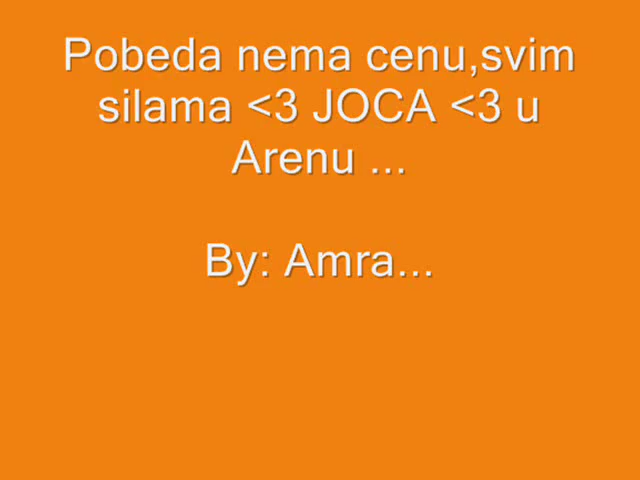 Pobeda nema cenu,svim
silama <3 JOCA <3 u
Arenu ...
By: Amra...